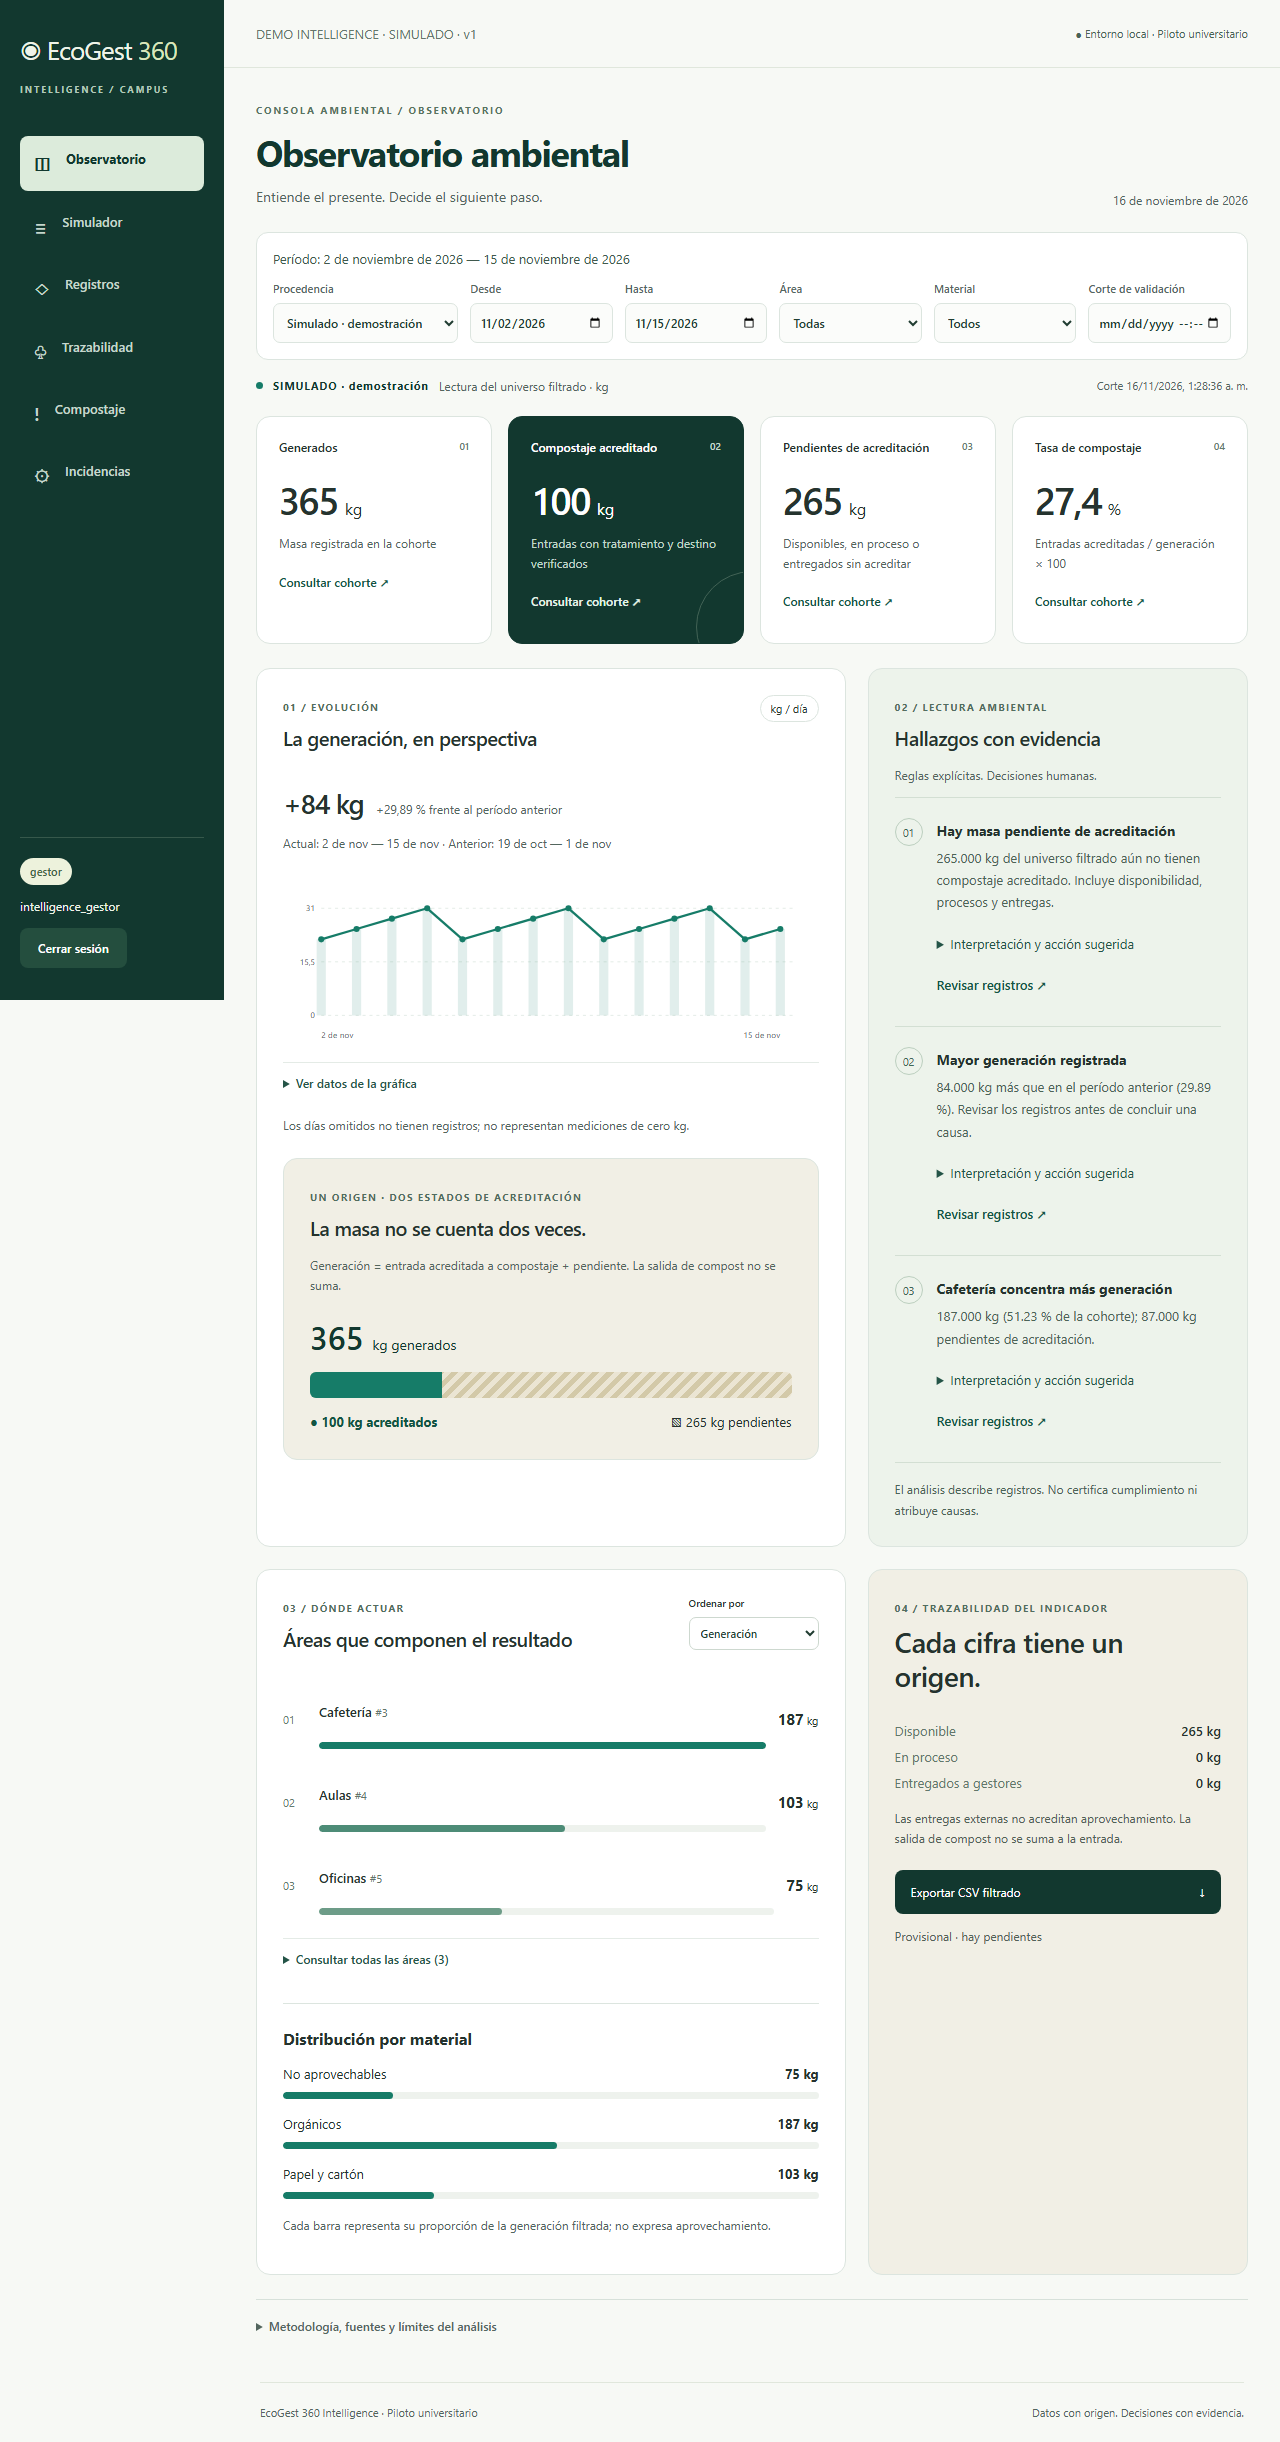 EcoGest 360
INTELLIGENCE / CAMPUS
Observatorio
Simulador
Registros
Trazabilidad
Compostaje
Incidencias
gestor
intelligence_gestor
Cerrar sesión
DEMO INTELLIGENCE · SIMULADO · v1
● Entorno local · Piloto universitario
CONSOLA AMBIENTAL / OBSERVATORIO
Observatorio ambiental
Entiende el presente. Decide el siguiente paso.
16 de noviembre de 2026
Período: 2 de noviembre de 2026 — 15 de noviembre de 2026
Procedencia
Desde
Hasta
Área
Material
Corte de validación
Simulado · demostración
11/02/2026
11/15/2026
Todas
Todos
mm/dd/yyyy --:--
SIMULADO · demostración Lectura del universo filtrado · kg
Corte 16/11/2026, 1:28:36 a. m.
Generados 01
365 kg
Masa registrada en la cohorte
Consultar cohorte ↗
Compostaje acreditado 02
100 kg
Entradas con tratamiento y destino
verificados
Consultar cohorte ↗
Pendientes de acreditación 03
265 kg
Disponibles, en proceso o
entregados sin acreditar
Consultar cohorte ↗
Tasa de compostaje 04
27,4 %
Entradas acreditadas / generación
× 100
Consultar cohorte ↗
01 / EVOLUCIÓN
kg / día
La generación, en perspectiva
+84 kg +29,89 % frente al período anterior
Actual: 2 de nov — 15 de nov · Anterior: 19 de oct — 1 de nov
31
15,5
0
2 de nov
15 de nov
▶ Ver datos de la gráfica
Los días omitidos no tienen registros; no representan mediciones de cero kg.
UN ORIGEN · DOS ESTADOS DE ACREDITACIÓN
La masa no se cuenta dos veces.
Generación = entrada acreditada a compostaje + pendiente. La salida de compost no se
suma.
365 kg generados
● 100 kg acreditados
▧ 265 kg pendientes
02 / LECTURA AMBIENTAL
Hallazgos con evidencia
Reglas explícitas. Decisiones humanas.
01 Hay masa pendiente de acreditación
265.000 kg del universo filtrado aún no tienen
compostaje acreditado. Incluye disponibilidad,
procesos y entregas.
▶ Interpretación y acción sugerida
Revisar registros ↗
02 Mayor generación registrada
84.000 kg más que en el período anterior (29.89
%). Revisar los registros antes de concluir una
causa.
▶ Interpretación y acción sugerida
Revisar registros ↗
03 Cafetería concentra más generación
187.000 kg (51.23 % de la cohorte); 87.000 kg
pendientes de acreditación.
▶ Interpretación y acción sugerida
Revisar registros ↗
El análisis describe registros. No certifica cumplimiento ni
atribuye causas.
03 / DÓNDE ACTUAR
Áreas que componen el resultado
Ordenar por
Generación
01 Cafetería #3 187 kg
02 Aulas #4 103 kg
03 Oficinas #5 75 kg
▶ Consultar todas las áreas (3)
Distribución por material
No aprovechables 75 kg
Orgánicos 187 kg
Papel y cartón 103 kg
Cada barra representa su proporción de la generación filtrada; no expresa aprovechamiento.
04 / TRAZABILIDAD DEL INDICADOR
Cada cifra tiene un
origen.
Disponible 265 kg
En proceso 0 kg
Entregados a gestores 0 kg
Las entregas externas no acreditan aprovechamiento. La
salida de compost no se suma a la entrada.
Exportar CSV filtrado ↓
Provisional · hay pendientes
▶ Metodología, fuentes y límites del análisis
EcoGest 360 Intelligence · Piloto universitario
Datos con origen. Decisiones con evidencia.